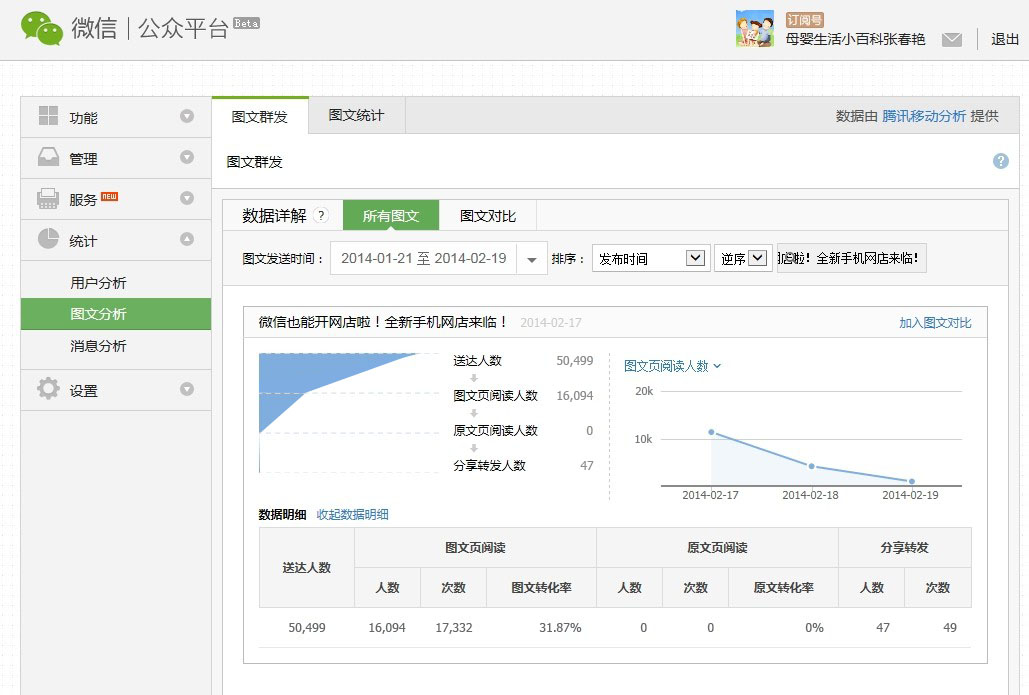 微信 | 公众平台 Beta
订阅号
母婴生活小百科张春艳
退出
功能
管理
服务 NEW
统计
用户分析
图文分析
消息分析
设置
图文群发 图文统计 数据由 腾讯移动分析 提供
图文群发 ?
数据详解 ? 所有图文 图文对比
图文发送时间： 2014-01-21 至 2014-02-19 排序： 发布时间 逆序 店啦！全新手机网店来临！
微信也能开网店啦！全新手机网店来临！ 2014-02-17 加入图文对比
送达人数 50,499
图文页阅读人数 16,094
原文页阅读人数 0
分享转发人数 47
图文页阅读人数
20k
10k
2014-02-17 2014-02-18 2014-02-19
数据明细 收起数据明细
送达人数 图文页阅读 原文页阅读 分享转发
人数 次数 图文转化率 人数 次数 原文转化率 人数 次数
50,499 16,094 17,332 31.87% 0 0 0% 47 49